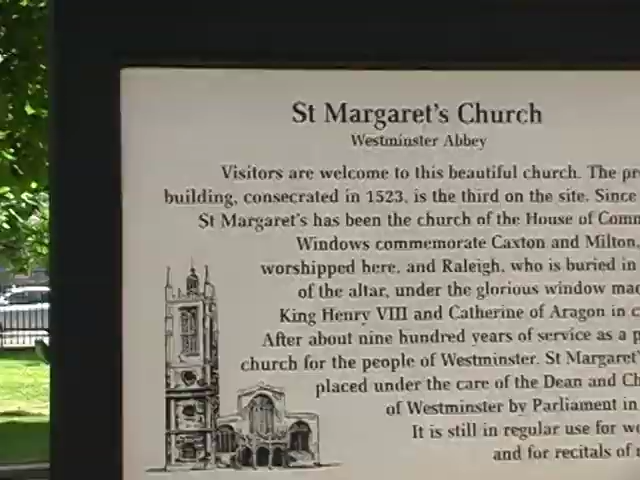 St Margaret's Church
Westminster Abbey
Visitors are welcome to this beautiful church. The
building, consecrated in 1523, is the third on the site. Since
St Margaret's has been the church of the House of
Windows commemorate Caxton and Milton,
worshipped here, and Raleigh, who is buried in
of the altar, under the glorious window
King Henry VIII and Catherine of Aragon in
After about nine hundred years of service as a
church for the people of Westminster. St Margaret's
placed under the care of the Dean and
of Westminster by Parliament in
It is still in regular use for
and for recitals of